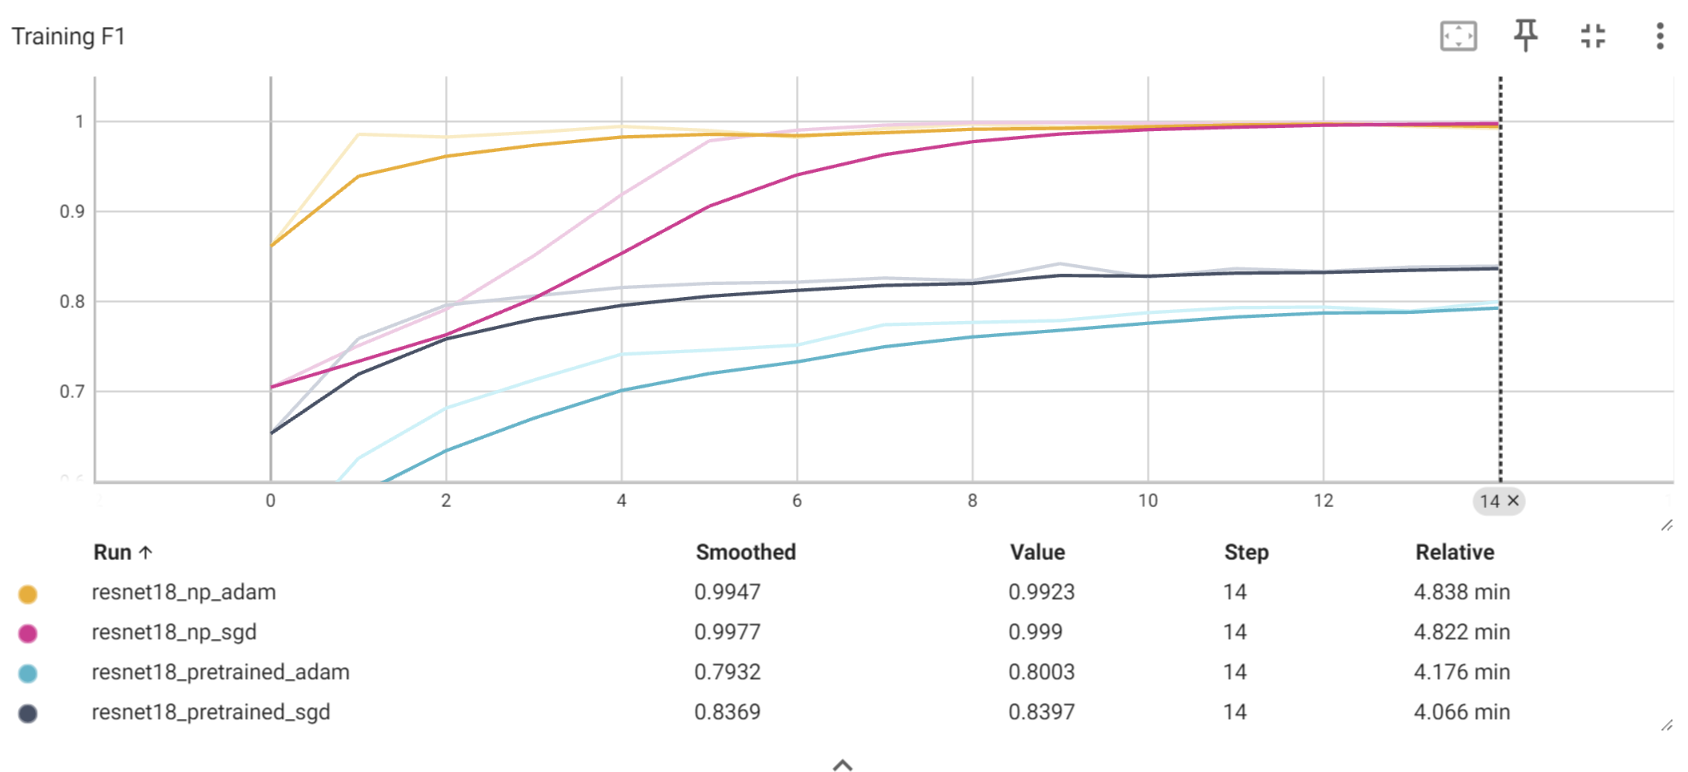 Training F1
1
0.9
0.8
0.7
0.6
0 2 4 6 8 10 12 14 ×
Run ↑ Smoothed Value Step Relative
resnet18_np_adam 0.9947 0.9923 14 4.838 min
resnet18_np_sgd 0.9977 0.999 14 4.822 min
resnet18_pretrained_adam 0.7932 0.8003 14 4.176 min
resnet18_pretrained_sgd 0.8369 0.8397 14 4.066 min